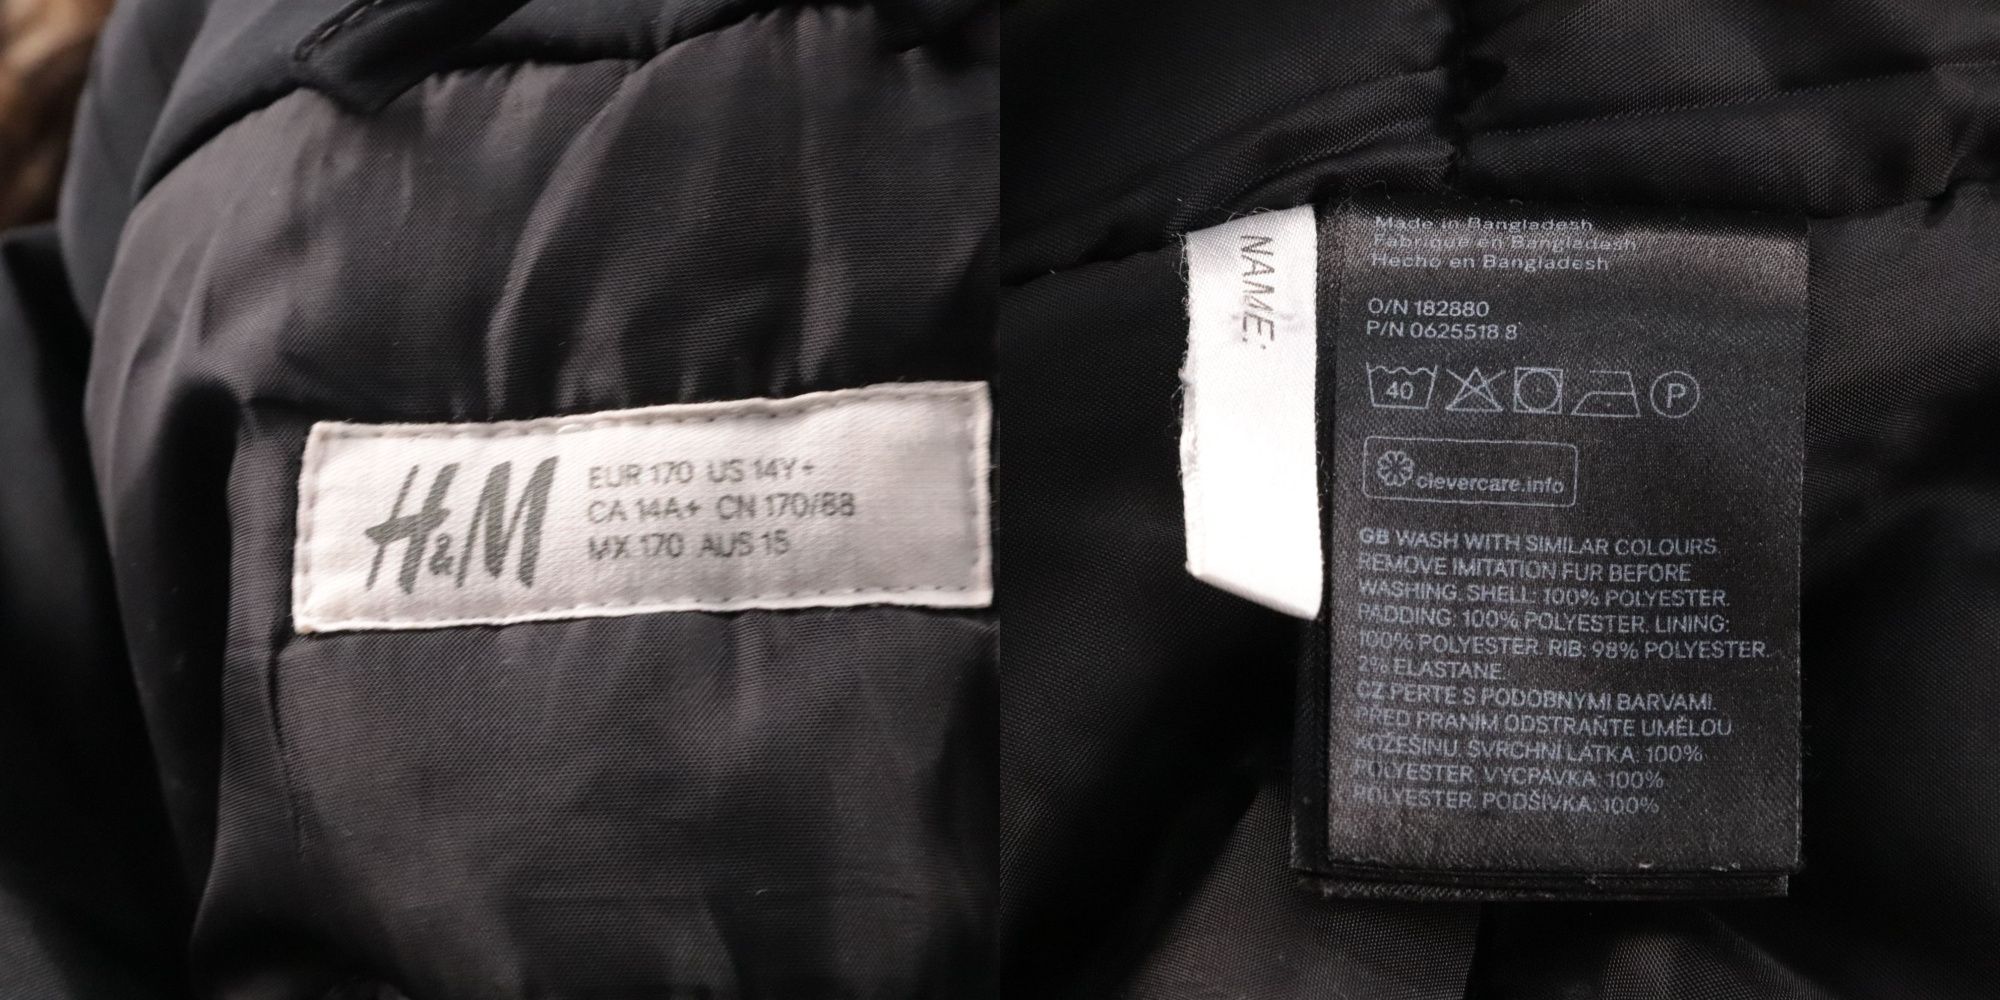 H&M
EUR 170 US 14Y+
CA 14A+ CN 170/88
MX 170 AUS 15
NAME:
Made in Bangladesh
Fabriqué en Bangladesh
Hecho en Bangladesh
O/N 182880
P/N 0625518 8
40
P
clevercare.info
GB WASH WITH SIMILAR COLOURS.
REMOVE IMITATION FUR BEFORE
WASHING. SHELL: 100% POLYESTER.
PADDING: 100% POLYESTER. LINING:
100% POLYESTER. RIB: 98% POLYESTER.
2% ELASTANE.
CZ PERTE S PODOBNÝMI BARVAMI.
PŘED PRANÍM ODSTRAŇTE UMĚLOU
KOŽEŠINU. SVRCHNÍ LÁTKA: 100%
POLYESTER. VYCPÁVKA: 100%
POLYESTER. PODŠÍVKA: 100%